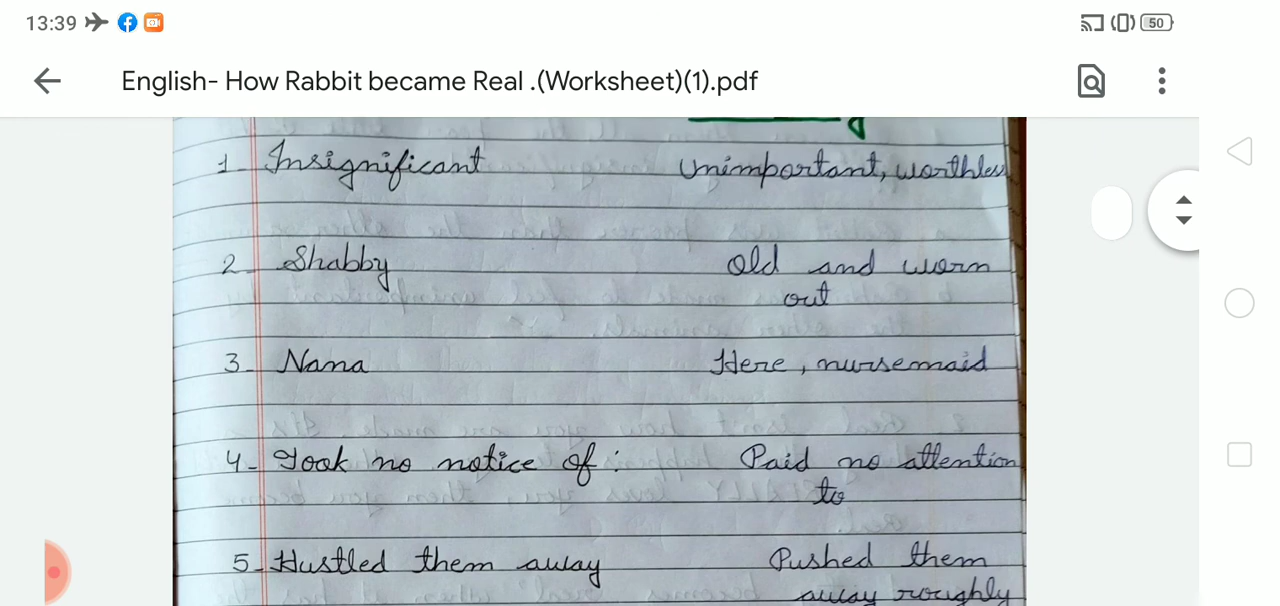 13:39 50
English- How Rabbit became Real .(Worksheet)(1).pdf
1 Insignificant Unimportant, worthless
2 Shabby Old and worn
out
3 Nana Here, nursemaid
4- Took no notice of : Paid no attention
to
5- Hustled them away Pushed them
away roughly